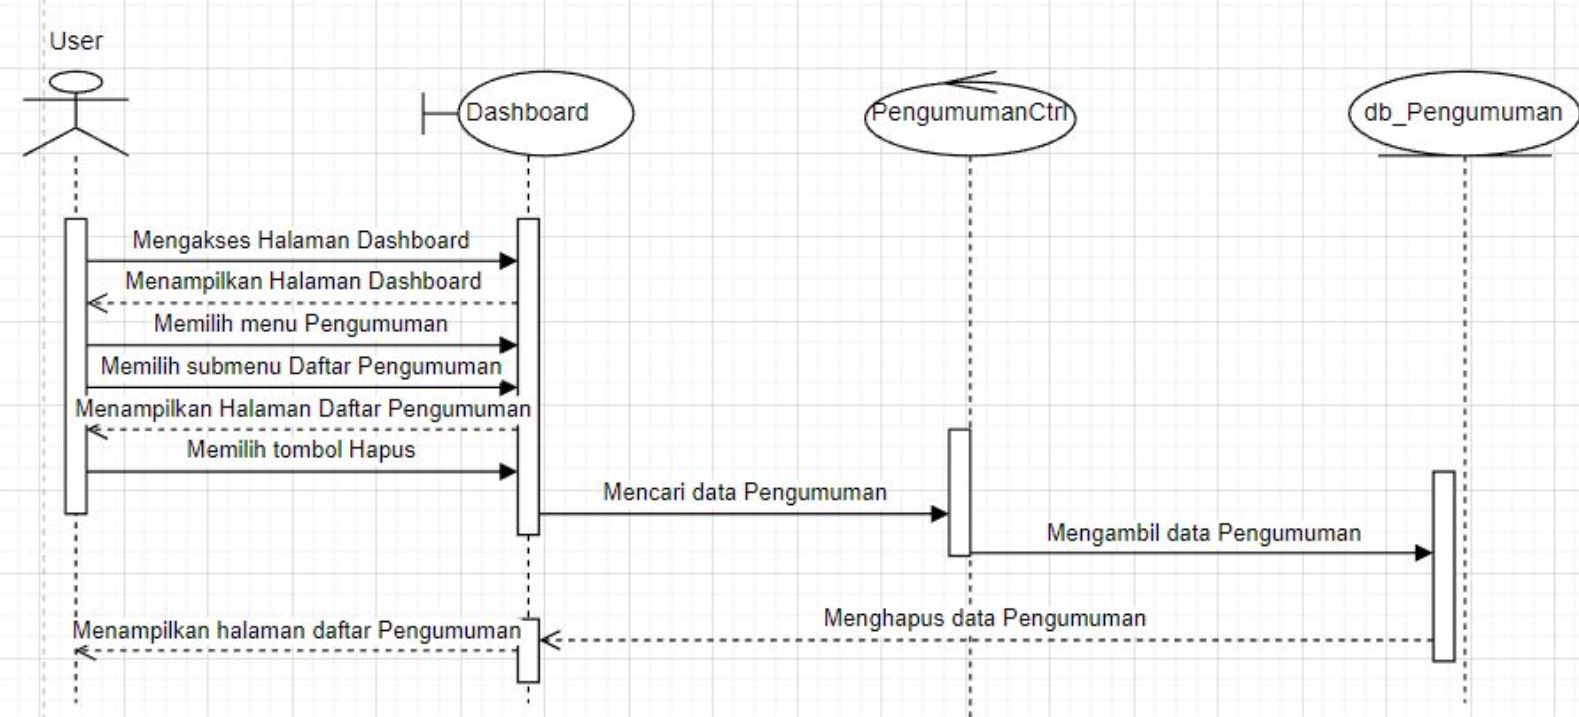 User
Dashboard
PengumumanCtrl
db_Pengumuman
Mengakses Halaman Dashboard
Menampilkan Halaman Dashboard
Memilih menu Pengumuman
Memilih submenu Daftar Pengumuman
Menampilkan Halaman Daftar Pengumuman
Memilih tombol Hapus
Mencari data Pengumuman
Mengambil data Pengumuman
Menghapus data Pengumuman
Menampilkan halaman daftar Pengumuman